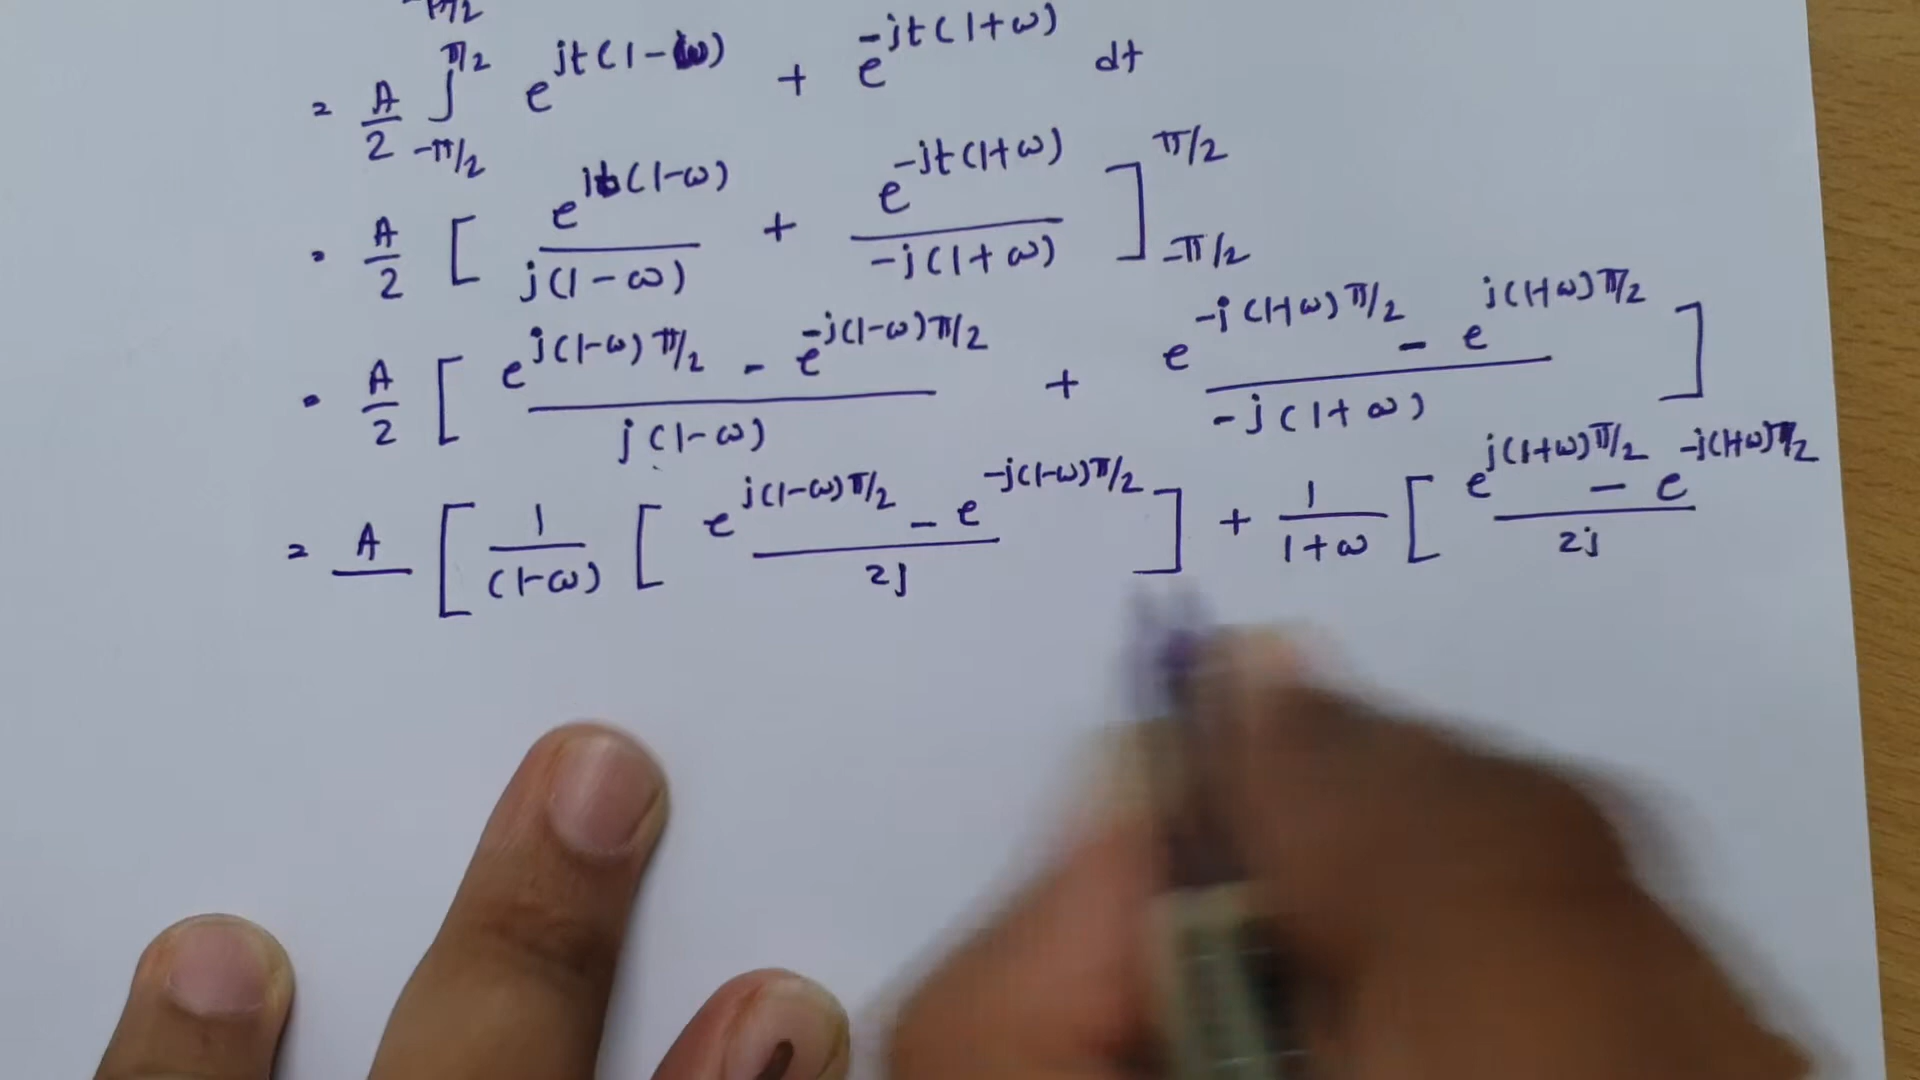 -π/2
= A/2 ∫_{-π/2}^{π/2} e^{jt(1-ω)} + e^{-jt(1+ω)} dt
= A/2 [ e^{jt(1-ω)} / j(1-ω) + e^{-jt(1+ω)} / -j(1+ω) ]_{-π/2}^{π/2}
= A/2 [ e^{j(1-ω)π/2} - e^{-j(1-ω)π/2} / j(1-ω) + e^{-j(1+ω)π/2} - e^{j(1+ω)π/2} / -j(1+ω) ]
= A [ 1/(1-ω) [ e^{j(1-ω)π/2} - e^{-j(1-ω)π/2} / 2j ] + 1/1+ω [ e^{j(1+ω)π/2} - e^{-j(1+ω)π/2} / 2j